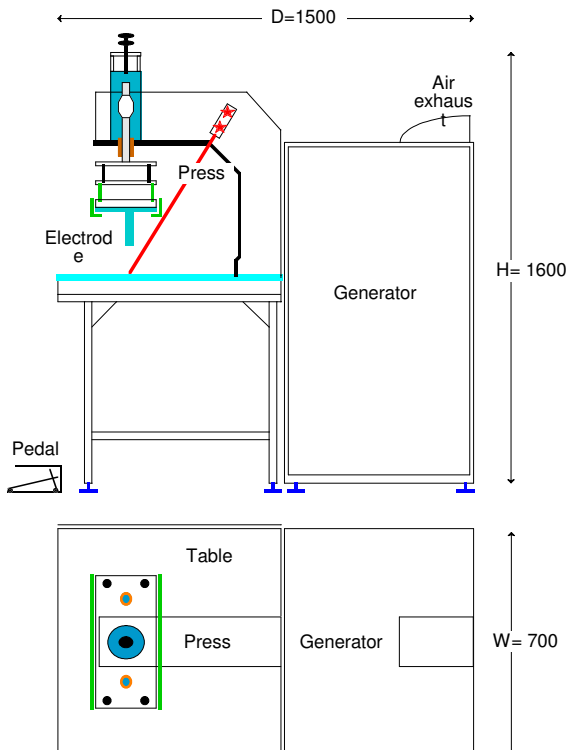 D=1500
Air
exhaus
t
Press
Electrod
e
H= 1600
Generator
Pedal
Table
Press
Generator
W= 700